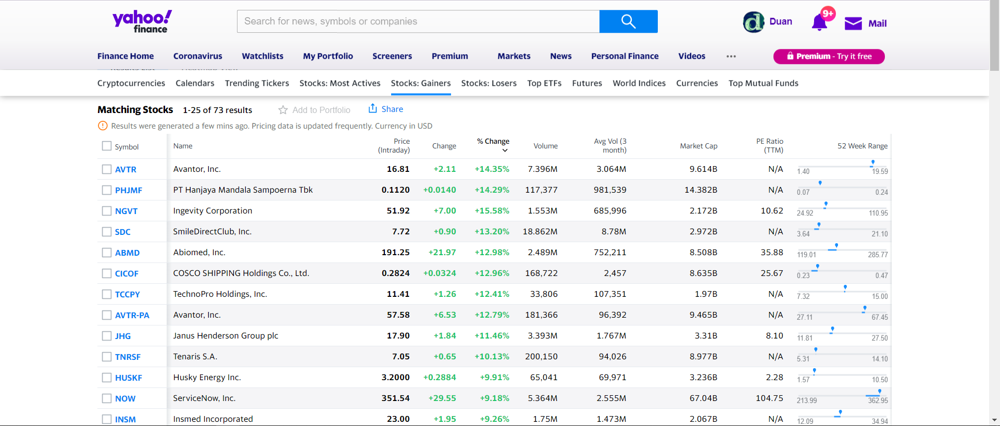 yahoo!
finance
Search for news, symbols or companies
Duan
9+
Mail
Finance Home Coronavirus Watchlists My Portfolio Screeners Premium Markets News Personal Finance Videos ••• Premium - Try it free
Cryptocurrencies Calendars Trending Tickers Stocks: Most Actives Stocks: Gainers Stocks: Losers Top ETFs Futures World Indices Currencies Top Mutual Funds
Matching Stocks 1-25 of 73 results Add to Portfolio Share
Results were generated a few mins ago. Pricing data is updated frequently. Currency in USD
Symbol Name Price (Intraday) Change % Change Volume Avg Vol (3 month) Market Cap PE Ratio (TTM) 52 Week Range
AVTR Avantor, Inc. 16.81 +2.11 +14.35% 7.396M 3.064M 9.614B N/A 1.40 19.59
PHJMF PT Hanjaya Mandala Sampoerna Tbk 0.1120 +0.0140 +14.29% 117,377 981,539 14.382B N/A 0.07 0.24
NGVT Ingevity Corporation 51.92 +7.00 +15.58% 1.553M 685,996 2.172B 10.62 24.92 110.95
SDC SmileDirectClub, Inc. 7.72 +0.90 +13.20% 18.862M 8.78M 2.972B N/A 3.64 21.10
ABMD Abiomed, Inc. 191.25 +21.97 +12.98% 2.489M 752,211 8.508B 35.88 119.01 285.77
CICOF COSCO SHIPPING Holdings Co., Ltd. 0.2824 +0.0324 +12.96% 168,722 2,457 8.635B 25.67 0.23 0.47
TCCPY TechnoPro Holdings, Inc. 11.41 +1.26 +12.41% 33,806 107,351 1.97B N/A 7.32 15.00
AVTR-PA Avantor, Inc. 57.58 +6.53 +12.79% 181,366 96,392 9.465B N/A 27.11 67.45
JHG Janus Henderson Group plc 17.90 +1.84 +11.46% 3.393M 1.767M 3.31B 8.10 11.81 27.50
TNRSF Tenaris S.A. 7.05 +0.65 +10.13% 200,150 94,026 8.977B N/A 5.31 14.10
HUSKF Husky Energy Inc. 3.2000 +0.2884 +9.91% 65,041 69,971 3.236B 2.28 1.57 10.50
NOW ServiceNow, Inc. 351.54 +29.55 +9.18% 5.364M 2.555M 67.04B 104.75 213.99 362.95
INSM Insmed Incorporated 23.00 +1.95 +9.26% 1.75M 1.473M 2.067B N/A 12.09 34.94